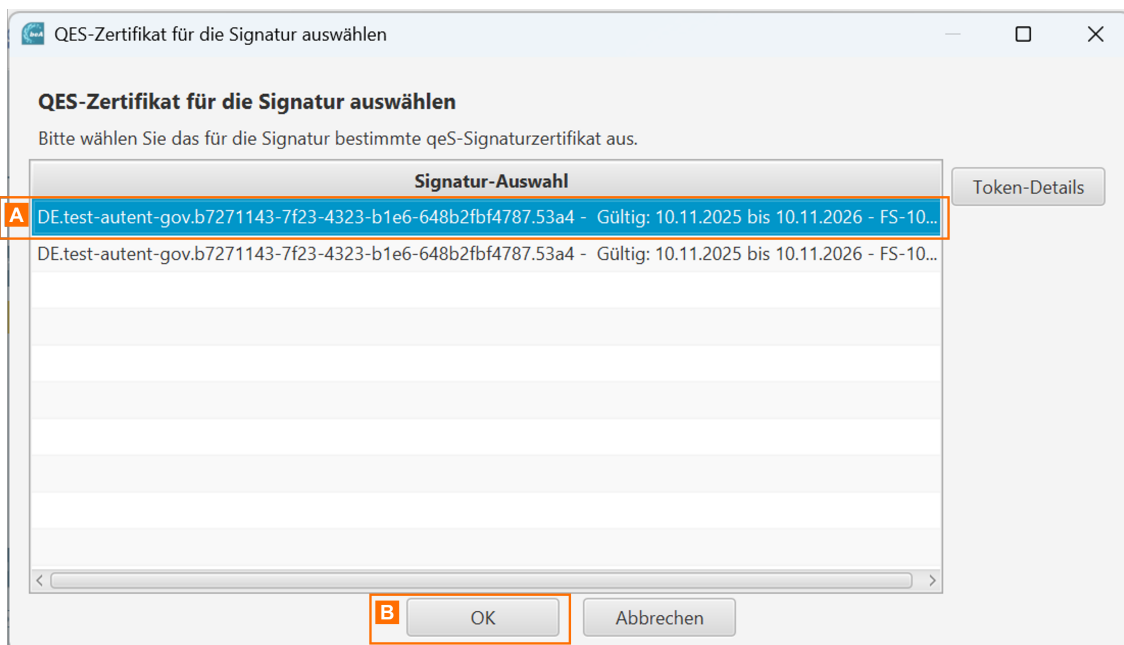 beA QES-Zertifikat für die Signatur auswählen
QES-Zertifikat für die Signatur auswählen
Bitte wählen Sie das für die Signatur bestimmte qeS-Signaturzertifikat aus.
Signatur-Auswahl
Token-Details
A DE.test-autent-gov.b7271143-7f23-4323-b1e6-648b2fbf4787.53a4 - Gültig: 10.11.2025 bis 10.11.2026 - FS-10...
DE.test-autent-gov.b7271143-7f23-4323-b1e6-648b2fbf4787.53a4 - Gültig: 10.11.2025 bis 10.11.2026 - FS-10...
B OK Abbrechen